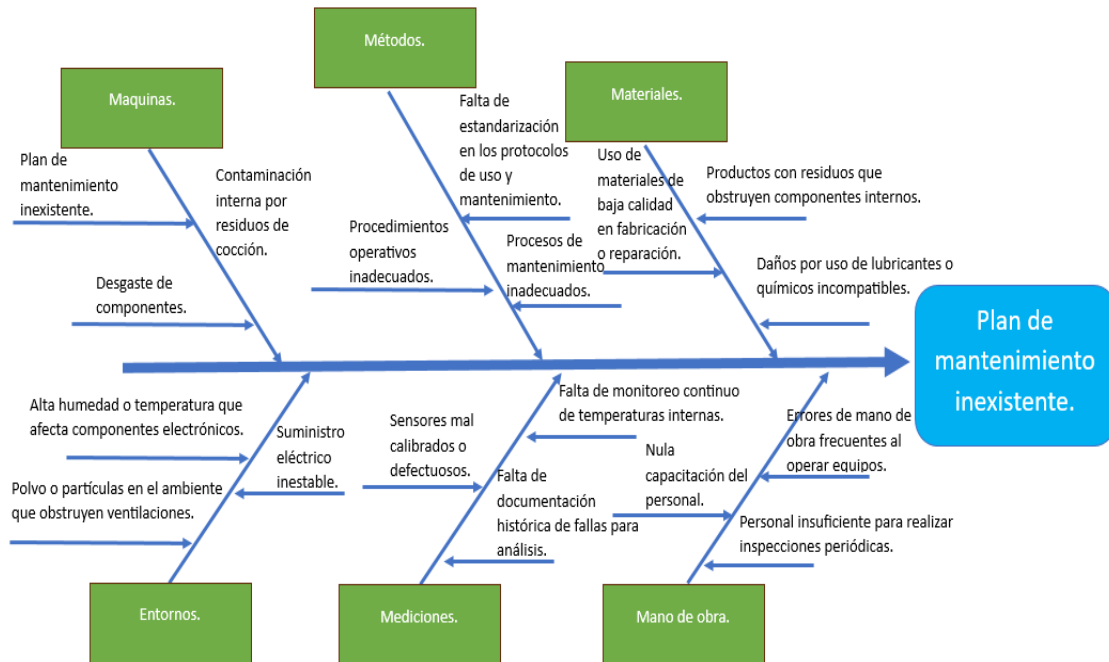 Métodos.
Maquinas.
Materiales.
Plan de
mantenimiento
inexistente.
Contaminación
interna por
residuos de
cocción.
Desgaste de
componentes.
Falta de
estandarización
en los protocolos
de uso y
mantenimiento.
Procedimientos
operativos
inadecuados.
Procesos de
mantenimiento
inadecuados.
Uso de
materiales de
baja calidad
en fabricación
o reparación.
Productos con residuos que
obstruyen componentes internos.
Daños por uso de lubricantes o
químicos incompatibles.
Plan de
mantenimiento
inexistente.
Alta humedad o temperatura que
afecta componentes electrónicos.
Suministro
eléctrico
inestable.
Polvo o partículas en el ambiente
que obstruyen ventilaciones.
Falta de monitoreo continuo
de temperaturas internas.
Sensores mal
calibrados o
defectuosos.
Falta de
documentación
histórica de fallas para
análisis.
Errores de mano de
obra frecuentes al
operar equipos.
Nula
capacitación del
personal.
Personal insuficiente para realizar
inspecciones periódicas.
Entornos.
Mediciones.
Mano de obra.